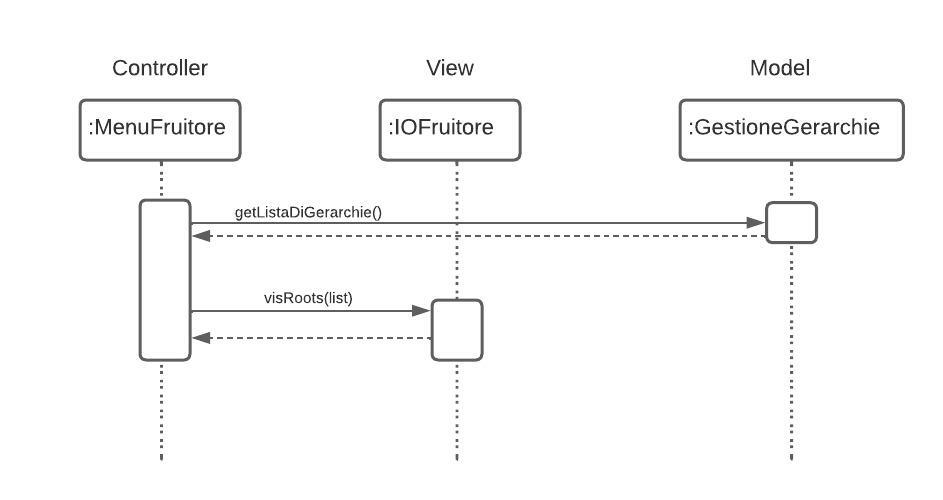 Controller
View
Model
:MenuFruitore
:IOFruitore
:GestioneGerarchie
getListaDiGerarchie()
visRoots(list)